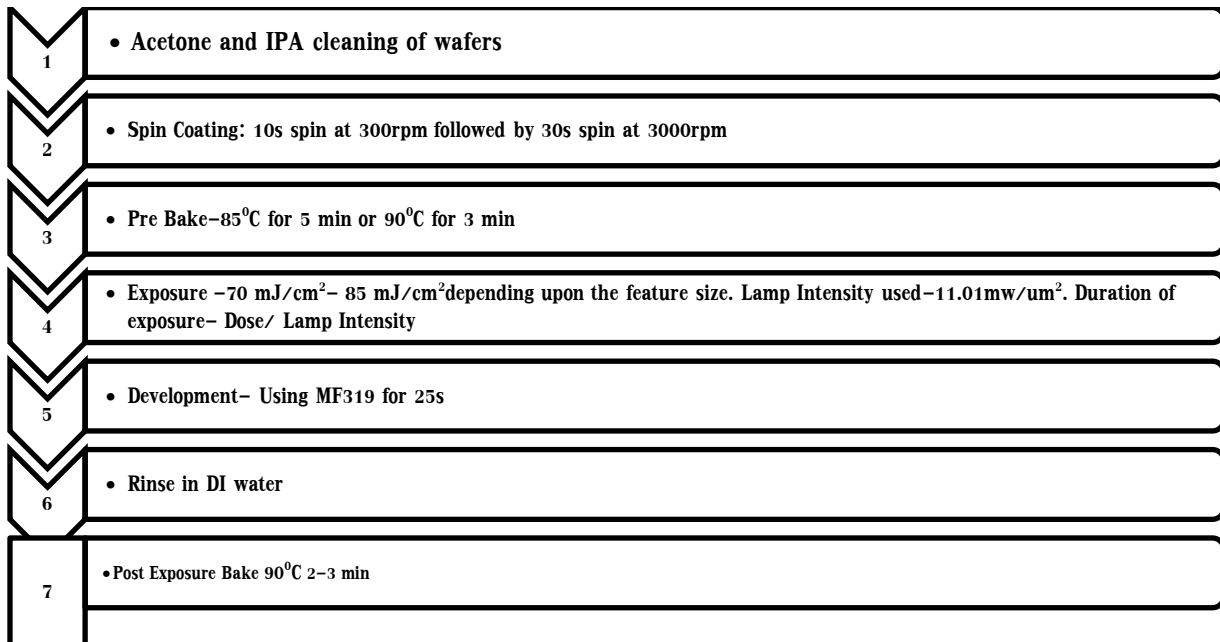 1
• Acetone and IPA cleaning of wafers
2
• Spin Coating: 10s spin at 300rpm followed by 30s spin at 3000rpm
3
• Pre Bake–85⁰C for 5 min or 90⁰C for 3 min
4
• Exposure –70 mJ/cm²– 85 mJ/cm²depending upon the feature size. Lamp Intensity used–11.01mw/um². Duration of
exposure– Dose/ Lamp Intensity
5
• Development– Using MF319 for 25s
6
• Rinse in DI water
7
•Post Exposure Bake 90⁰C 2–3 min